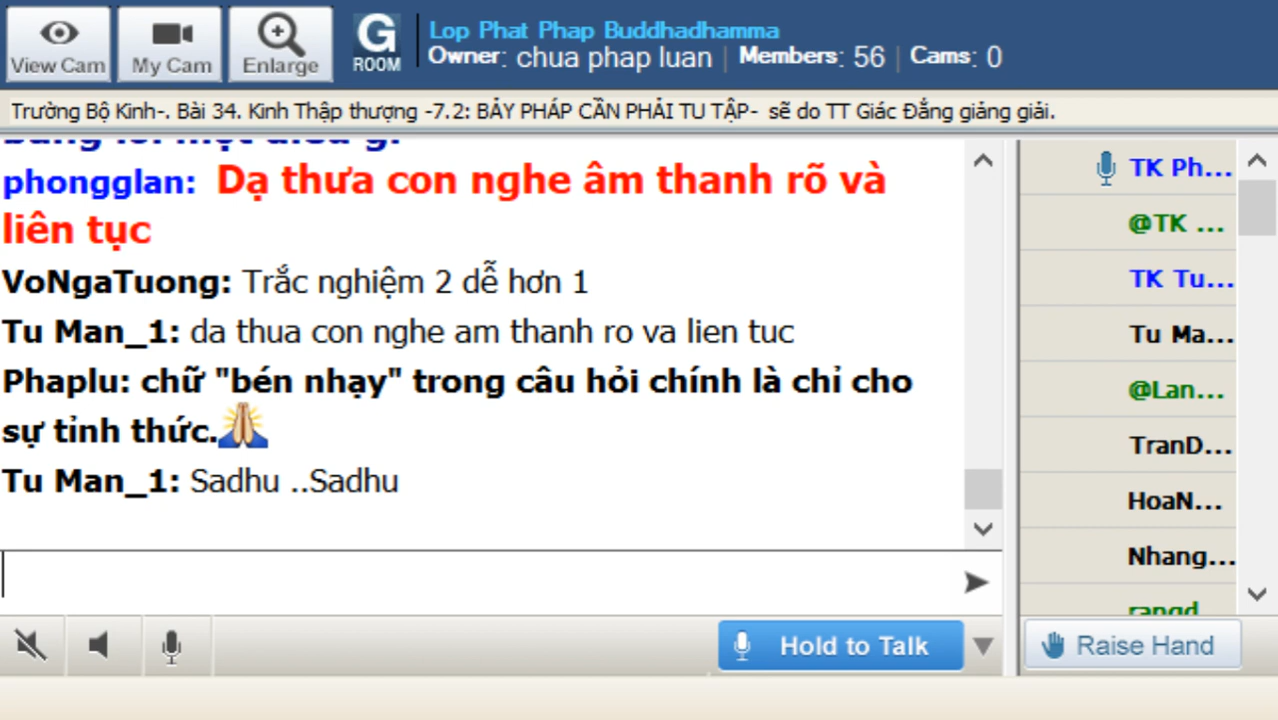 View Cam
My Cam
Enlarge
G
ROOM
Lop Phat Phap Buddhadhamma
Owner: chua phap luan | Members: 56 | Cams: 0
Trường Bộ Kinh-. Bài 34. Kinh Thập thượng -7.2: BẢY PHÁP CẦN PHẢI TU TẬP- sẽ do TT Giác Đẳng giảng giải.
phongglan: Dạ thưa con nghe âm thanh rõ và
liên tục
VoNgaTuong: Trắc nghiệm 2 dễ hơn 1
Tu Man_1: da thua con nghe am thanh ro va lien tuc
Phaplu: chữ "bén nhạy" trong câu hỏi chính là chỉ cho
sự tỉnh thức.
Tu Man_1: Sadhu ..Sadhu
TK Ph...
@TK ...
TK Tu...
Tu Ma...
@Lan...
TranD...
HoaN...
Nhang...
Hold to Talk
Raise Hand